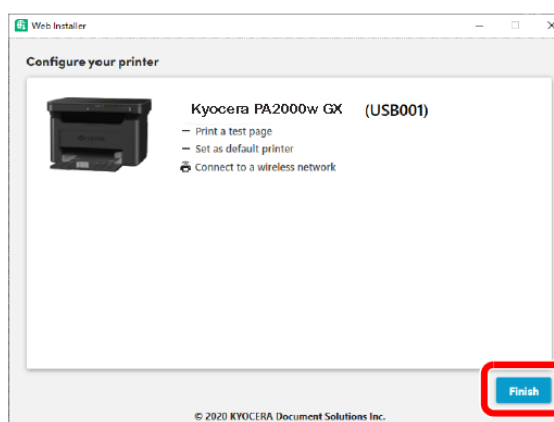 Web Installer
Configure your printer
Kyocera PA2000w GX (USB001)
Print a test page
Set as default printer
Connect to a wireless network
Finish
© 2020 KYOCERA Document Solutions Inc.